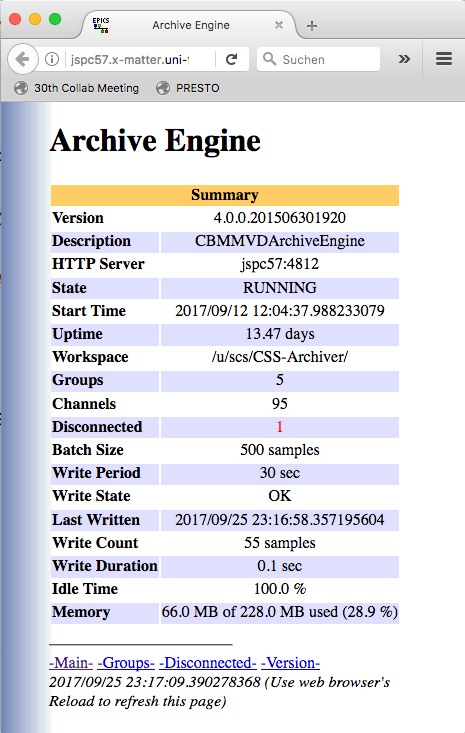 EPICS
Archive Engine
jspc57.x-matter.uni-
Suchen
30th Collab Meeting PRESTO
Archive Engine
Summary
Version 4.0.0.201506301920
Description CBMMVDArchiveEngine
HTTP Server jspc57:4812
State RUNNING
Start Time 2017/09/12 12:04:37.988233079
Uptime 13.47 days
Workspace /u/scs/CSS-Archiver/
Groups 5
Channels 95
Disconnected 1
Batch Size 500 samples
Write Period 30 sec
Write State OK
Last Written 2017/09/25 23:16:58.357195604
Write Count 55 samples
Write Duration 0.1 sec
Idle Time 100.0 %
Memory 66.0 MB of 228.0 MB used (28.9 %)
-Main- -Groups- -Disconnected- -Version-
2017/09/25 23:17:09.390278368 (Use web browser's
Reload to refresh this page)